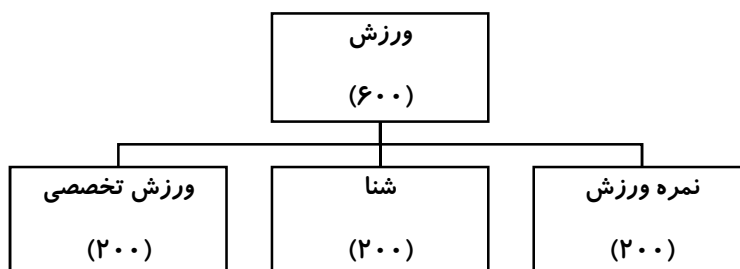 ورزش
(۶۰۰)
نمره ورزش
(۲۰۰)
شنا
(۲۰۰)
ورزش تخصصی
(۲۰۰)